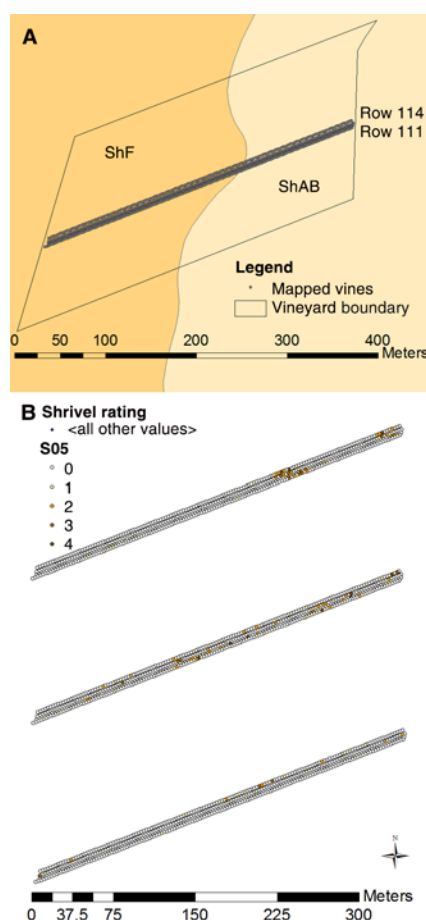 A
Row 114
Row 111
ShF
ShAB
Legend
Mapped vines
Vineyard boundary
0 50 100 200 300 400
Meters
B Shrivel rating
<all other values>
S05
0
1
2
3
4
N
Meters
0 37.5 75 150 225 300